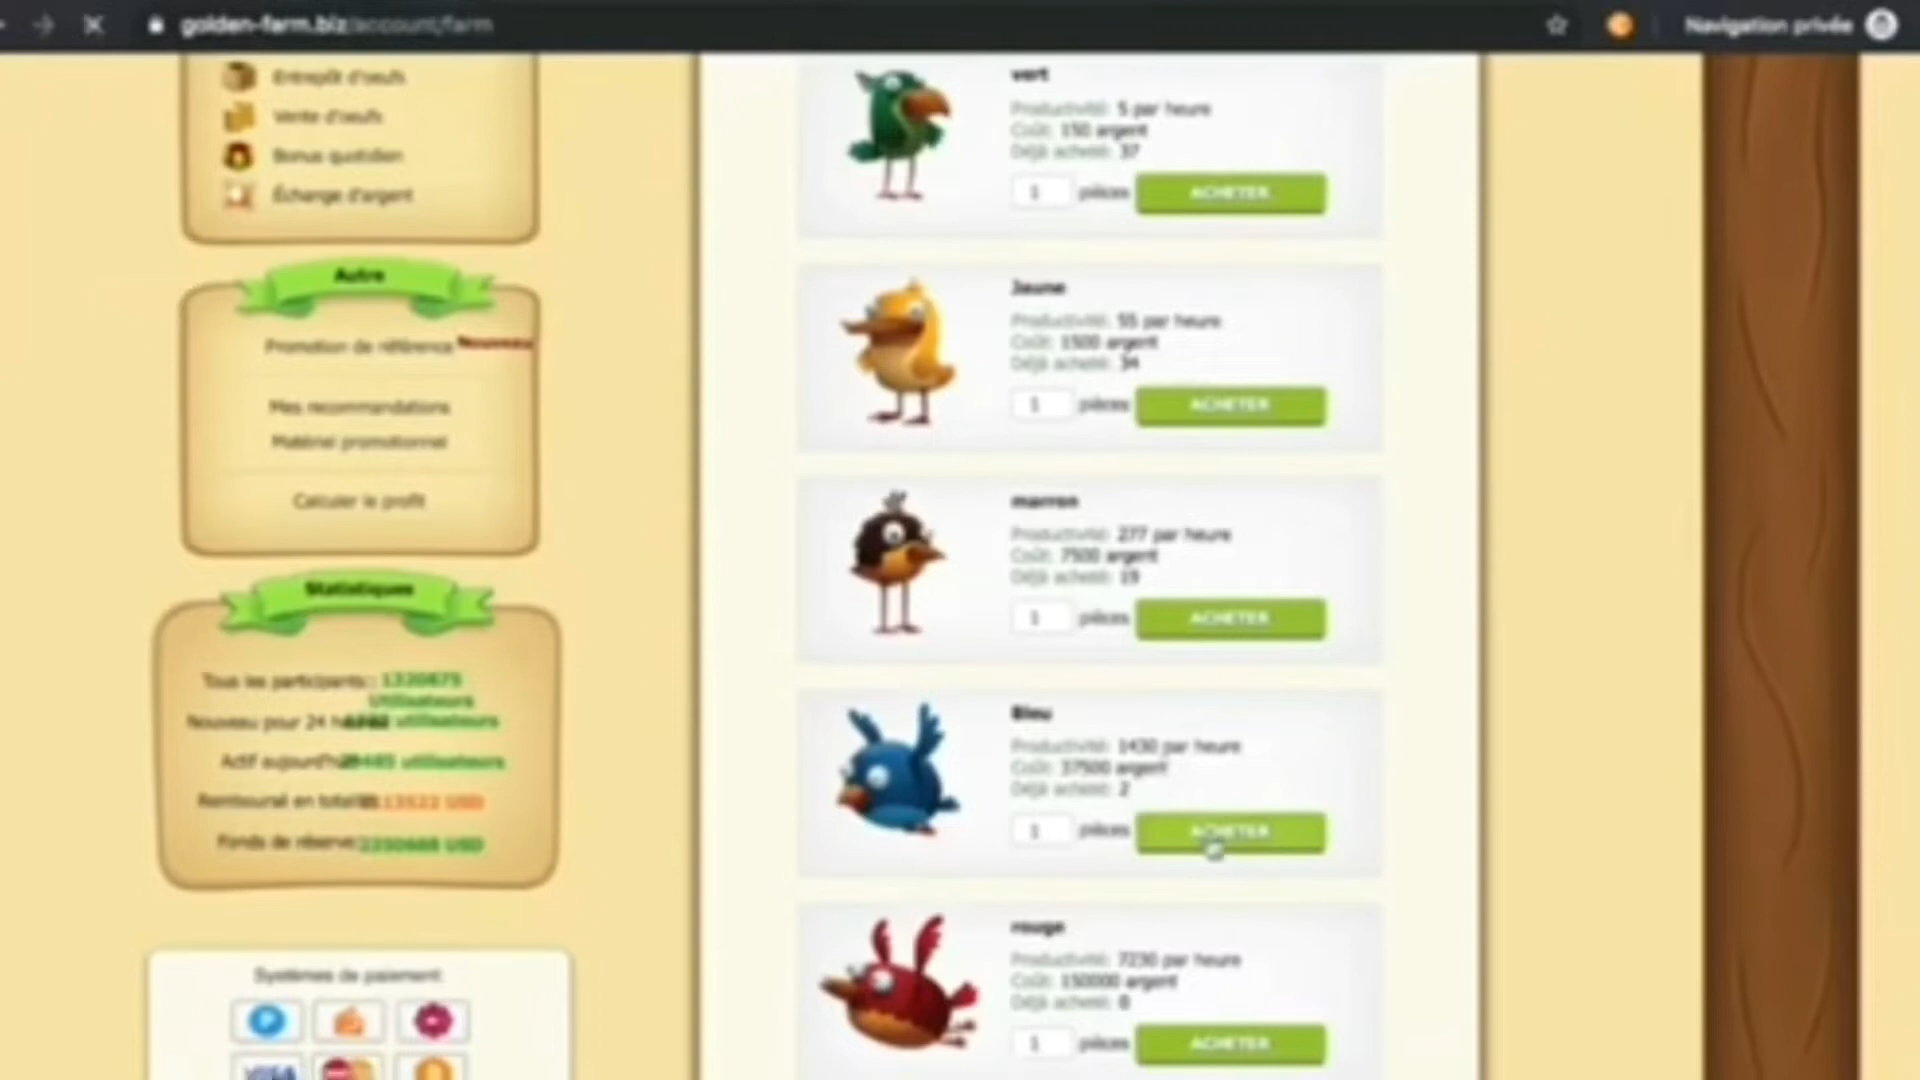 golden-farm.biz/account/farm
Navigation privée
Entrepôt d'oeufs
Vente d'oeufs
Bonus quotidien
Échange d'argent
Autre
Promotion de référence Nouveau
Mes recommandations
Matériel promotionnel
Calculer le profit
Statistiques
Tous les participants: 1330875
Utilisateurs
Nouveau pour 24 utilisateurs
Actif aujourd'hui utilisateurs
Remboursé en total 13522 USD
Fonds de réserve: USD
Systèmes de paiement
VISA
vert
Productivité: 5 par heure
Coût: 150 argent
Déjà acheté: 37
1 pièces ACHETER
Jaune
Productivité: 55 par heure
Coût: 1500 argent
Déjà acheté: 34
1 pièces ACHETER
marron
Productivité: 277 par heure
Coût: 7500 argent
Déjà acheté: 19
1 pièces ACHETER
Bleu
Productivité: 1430 par heure
Coût: 37500 argent
Déjà acheté: 2
1 pièces ACHETER
rouge
Productivité: 7230 par heure
Coût: 150000 argent
Déjà acheté: 0
1 pièces ACHETER